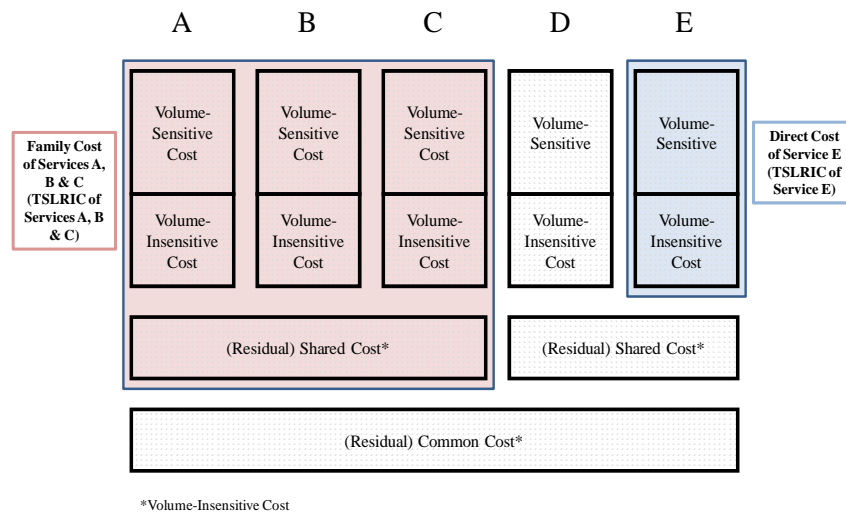 A B C D E
Volume-
Sensitive
Cost
Volume-
Sensitive
Cost
Volume-
Sensitive
Cost
Volume-
Sensitive
Volume-
Sensitive
Family Cost
of Services A,
B & C
(TSLRIC of
Services A, B
& C)
Direct Cost
of Service E
(TSLRIC of
Service E)
Volume-
Insensitive
Cost
Volume-
Insensitive
Cost
Volume-
Insensitive
Cost
Volume-
Insensitive
Cost
Volume-
Insensitive
Cost
(Residual) Shared Cost*
(Residual) Shared Cost*
(Residual) Common Cost*
*Volume-Insensitive Cost